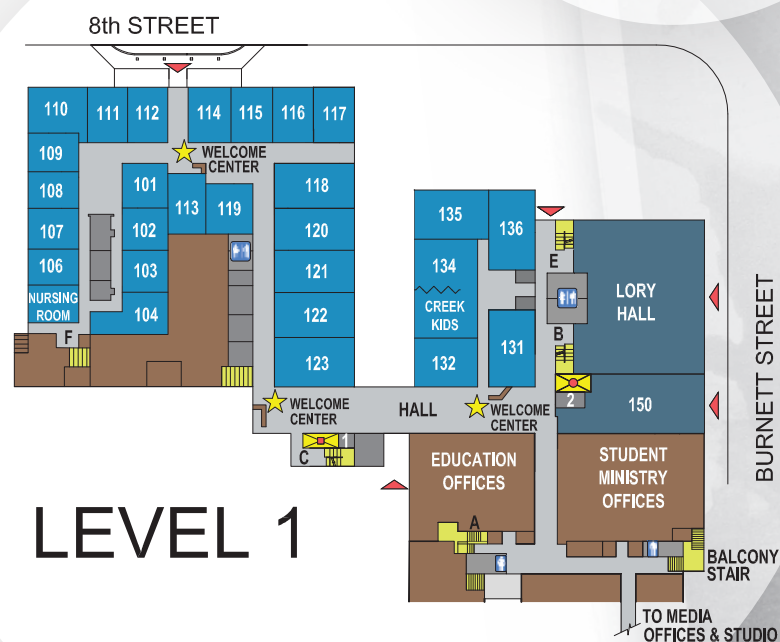 8th STREET
110
111
112
114
115
116
117
109
WELCOME
CENTER
108
101
118
113
119
107
102
120
135
136
106
103
121
134
E
LORY
HALL
NURSING
ROOM
104
122
CREEK
KIDS
F
123
132
131
B
BURNETT STREET
WELCOME
CENTER
HALL
WELCOME
CENTER
2
150
1
C
EDUCATION
OFFICES
STUDENT
MINISTRY
OFFICES
LEVEL 1
A
BALCONY
STAIR
TO MEDIA
OFFICES & STUDIO